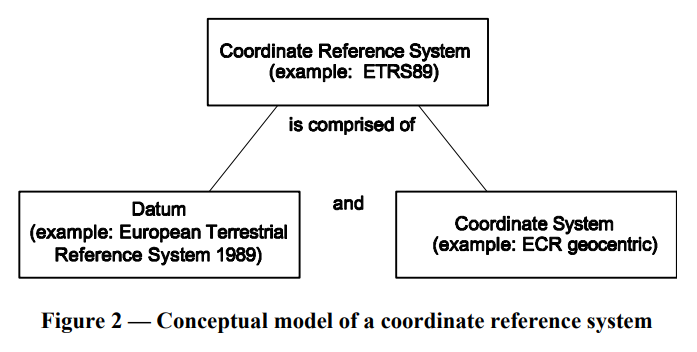 Coordinate Reference System
(example: ETRS89)
is comprised of
Datum
(example: European Terrestrial
Reference System 1989)
and
Coordinate System
(example: ECR geocentric)
Figure 2 — Conceptual model of a coordinate reference system